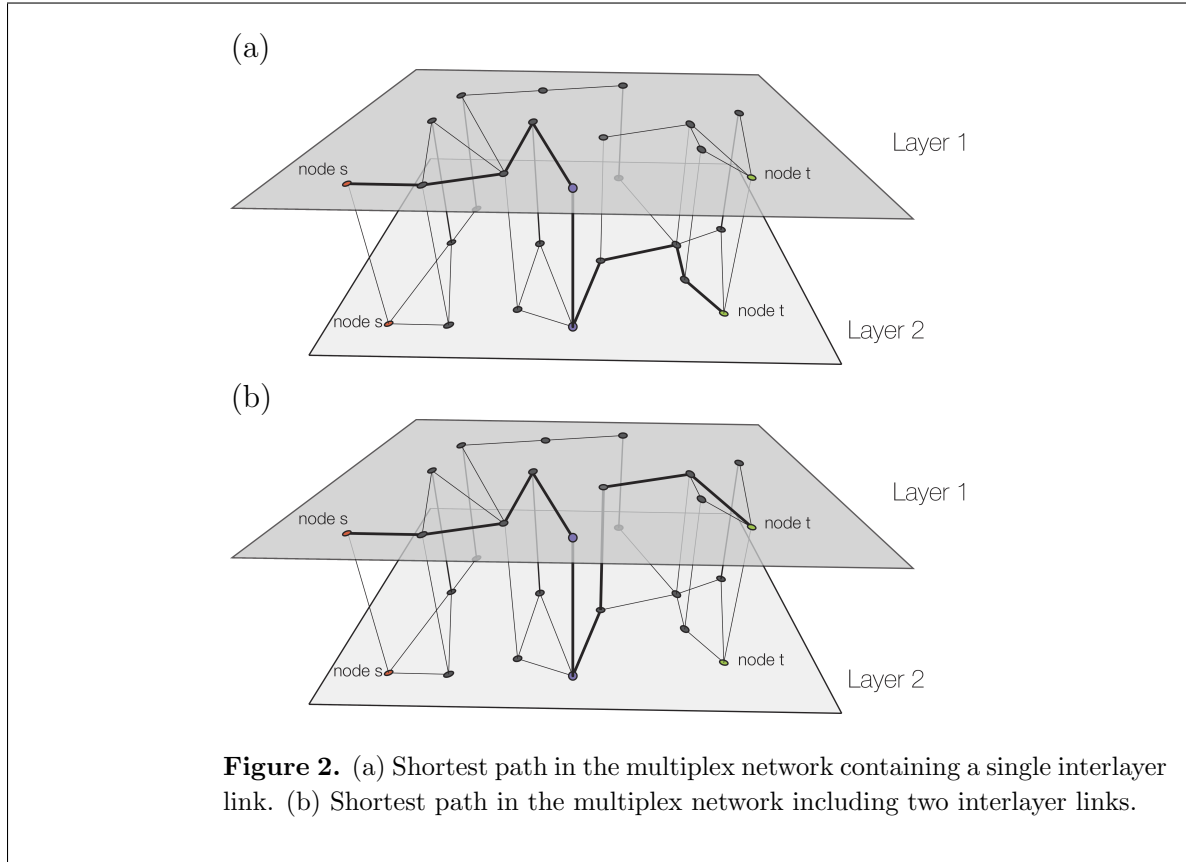 (a)
Layer 1
node s
node t
node s
node t
Layer 2
(b)
Layer 1
node s
node t
node s
node t
Layer 2
Figure 2. (a) Shortest path in the multiplex network containing a single interlayer
link. (b) Shortest path in the multiplex network including two interlayer links.